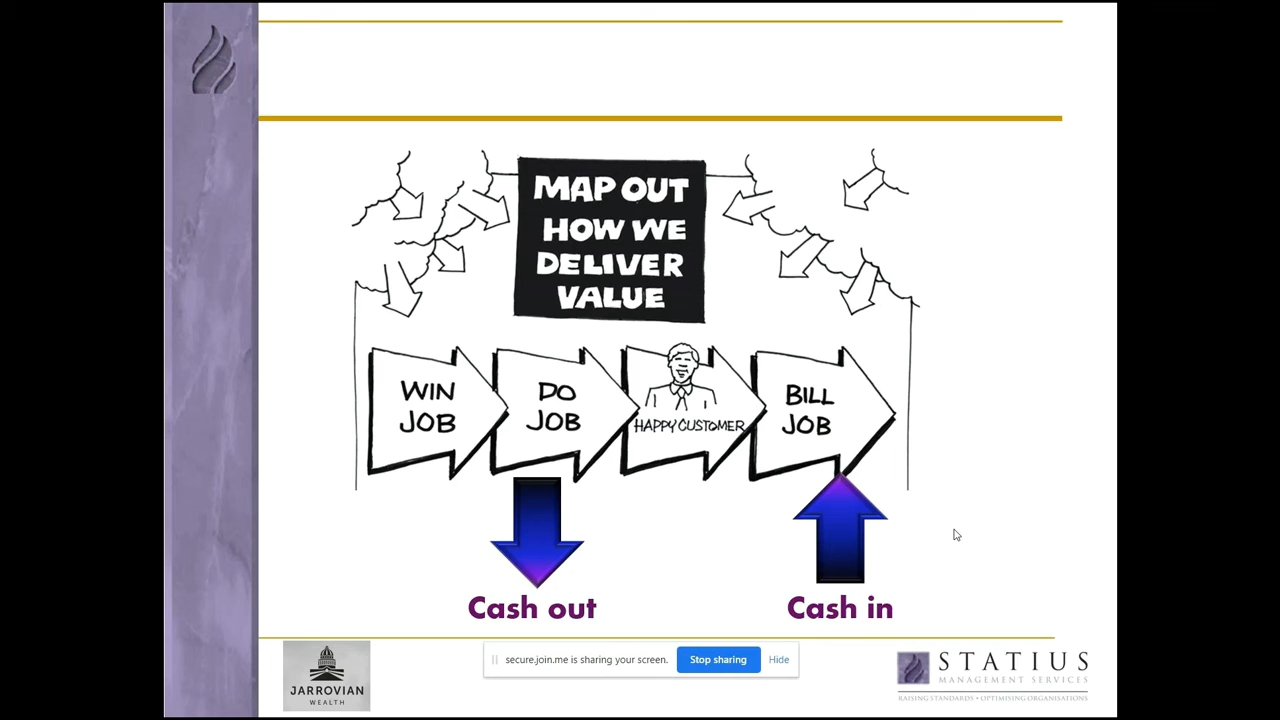 MAP OUT
HOW WE
DELIVER
VALUE
WIN
JOB
DO
JOB
HAPPY CUSTOMER
BILL
JOB
Cash out
Cash in
JARROVIAN
WEALTH
secure.join.me is sharing your screen.
Stop sharing
Hide
STATIUS
MANAGEMENT SERVICES
RAISING STANDARDS • OPTIMISING ORGANISATIONS